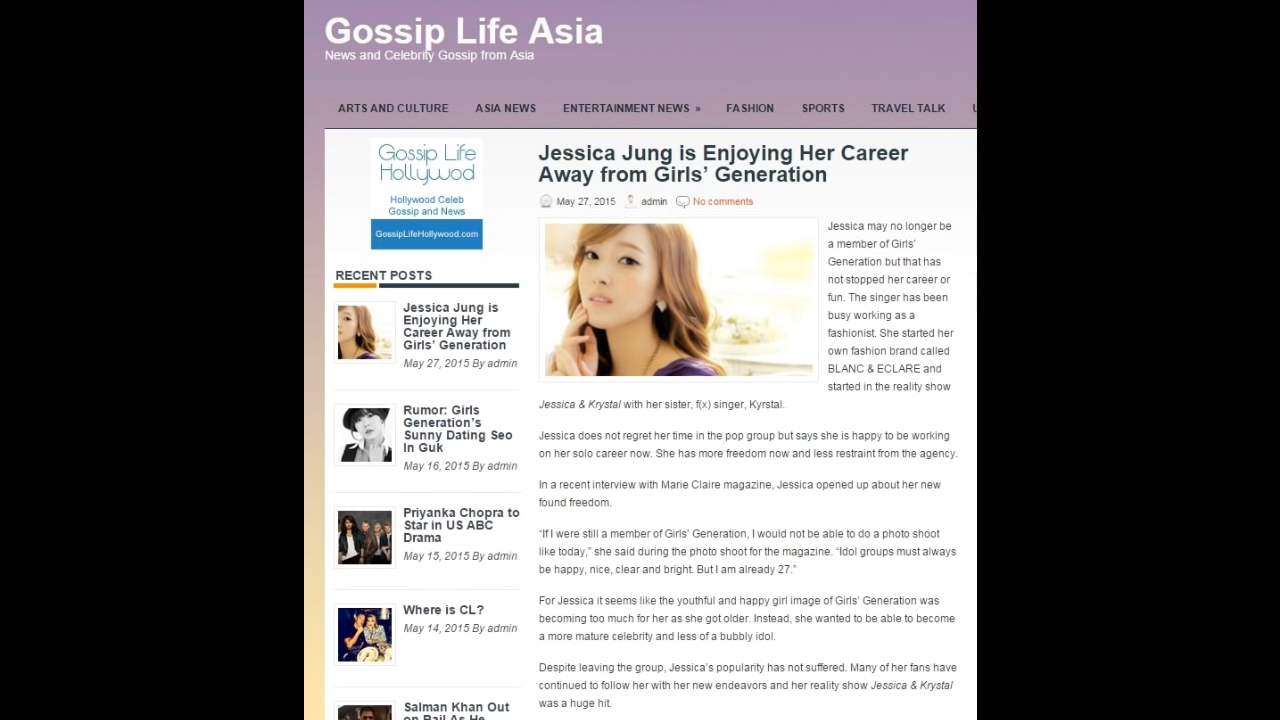 Gossip Life Asia
News and Celebrity Gossip from Asia
ARTS AND CULTURE ASIA NEWS ENTERTAINMENT NEWS » FASHION SPORTS TRAVEL TALK
Gossip Life
Hollywod
Hollywood Celeb
Gossip and News
GossipLifeHollywood.com
RECENT POSTS
Jessica Jung is
Enjoying Her
Career Away from
Girls’ Generation
May 27, 2015 By admin
Rumor: Girls
Generation’s
Sunny Dating Seo
In Guk
May 16, 2015 By admin
Priyanka Chopra to
Star in US ABC
Drama
May 15, 2015 By admin
Where is CL?
May 14, 2015 By admin
Salman Khan Out
on Bail As He
Jessica Jung is Enjoying Her Career
Away from Girls’ Generation
May 27, 2015 admin No comments
Jessica may no longer be
a member of Girls’
Generation but that has
not stopped her career or
fun. The singer has been
busy working as a
fashionist. She started her
own fashion brand called
BLANC & ECLARE and
started in the reality show
Jessica & Krystal with her sister, f(x) singer, Kyrstal.
Jessica does not regret her time in the pop group but says she is happy to be working
on her solo career now. She has more freedom now and less restraint from the agency.
In a recent interview with Marie Claire magazine, Jessica opened up about her new
found freedom.
“If I were still a member of Girls’ Generation, I would not be able to do a photo shoot
like today,” she said during the photo shoot for the magazine. “Idol groups must always
be happy, nice, clear and bright. But I am already 27.”
For Jessica it seems like the youthful and happy girl image of Girls’ Generation was
becoming too much for her as she got older. Instead, she wanted to be able to become
a more mature celebrity and less of a bubbly idol.
Despite leaving the group, Jessica’s popularity has not suffered. Many of her fans have
continued to follow her with her new endeavors and her reality show Jessica & Krystal
was a huge hit.